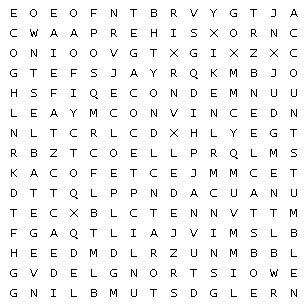 E O E O F N T B R V Y G T J A
C W A A P R E H I S X O R N C
O N I O O V G T X G I X Z X C
G T E F S J A Y R Q K M B J O
H S F I Q E C O N D E M N U U
L E A Y M C O N V I N C E D N
N L T C R L C D X H L Y E G T
R B Z T C O E L L P R Q L M S
K A C O F E T C E J M M C E T
D T T Q L P P N D A C U A N U
T E C X B L C T E N N V T T M
F G A Q T L I A J V I M S L B
H E E D M D L R Z U N M B B L
G V D E L G N O R T S I O W E
G N I L B M U T S D G L E R N